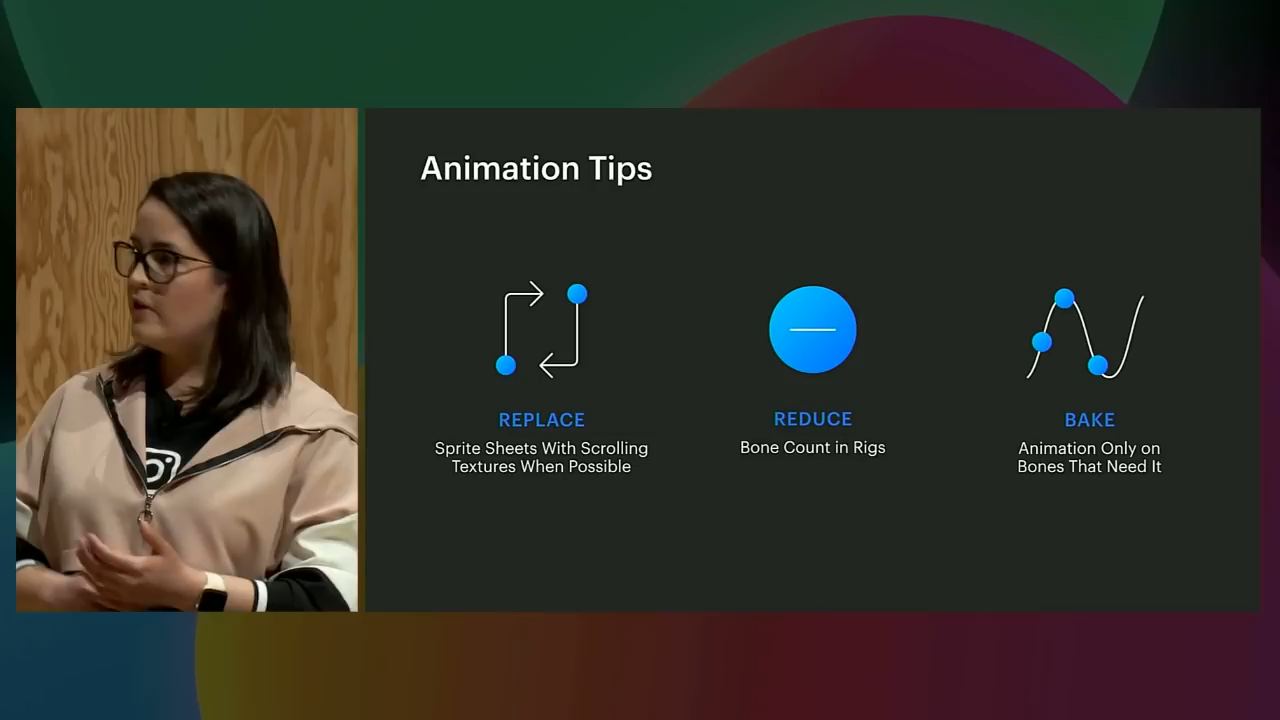 Animation Tips
REPLACE
Sprite Sheets With Scrolling
Textures When Possible
REDUCE
Bone Count in Rigs
BAKE
Animation Only on
Bones That Need It